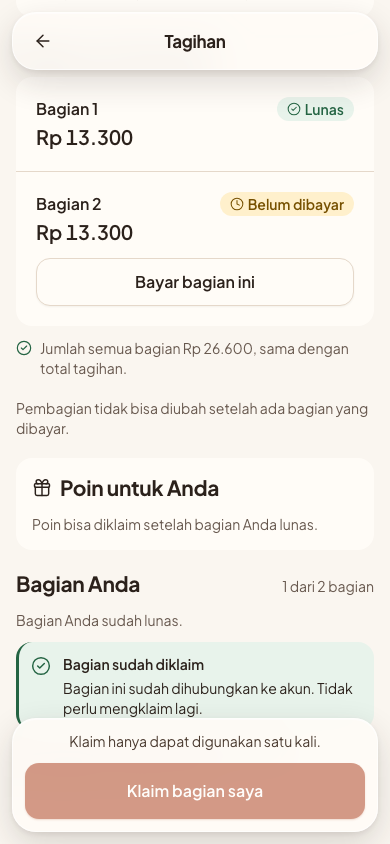 Tagihan
Bagian 1
Lunas
Rp 13.300
Bagian 2
Belum dibayar
Rp 13.300
Bayar bagian ini
Jumlah semua bagian Rp 26.600, sama dengan
total tagihan.
Pembagian tidak bisa diubah setelah ada bagian yang
dibayar.
Poin untuk Anda
Poin bisa diklaim setelah bagian Anda lunas.
Bagian Anda
1 dari 2 bagian
Bagian Anda sudah lunas.
Bagian sudah diklaim
Bagian ini sudah dihubungkan ke akun. Tidak
perlu mengklaim lagi.
Klaim hanya dapat digunakan satu kali.
Klaim bagian saya